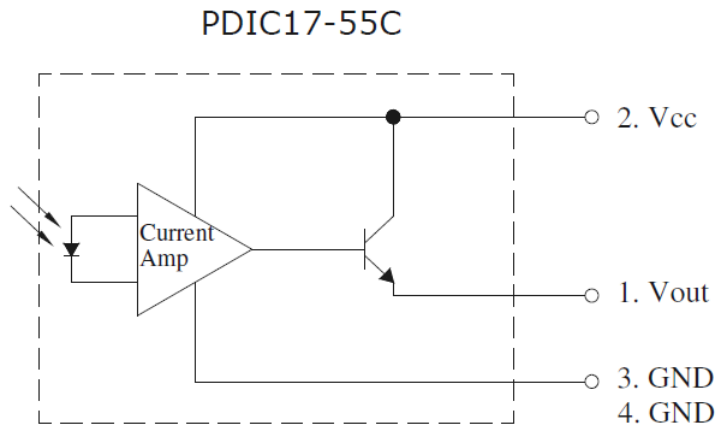 PDIC17-55C
2. Vcc
Current
Amp
1. Vout
3. GND
4. GND